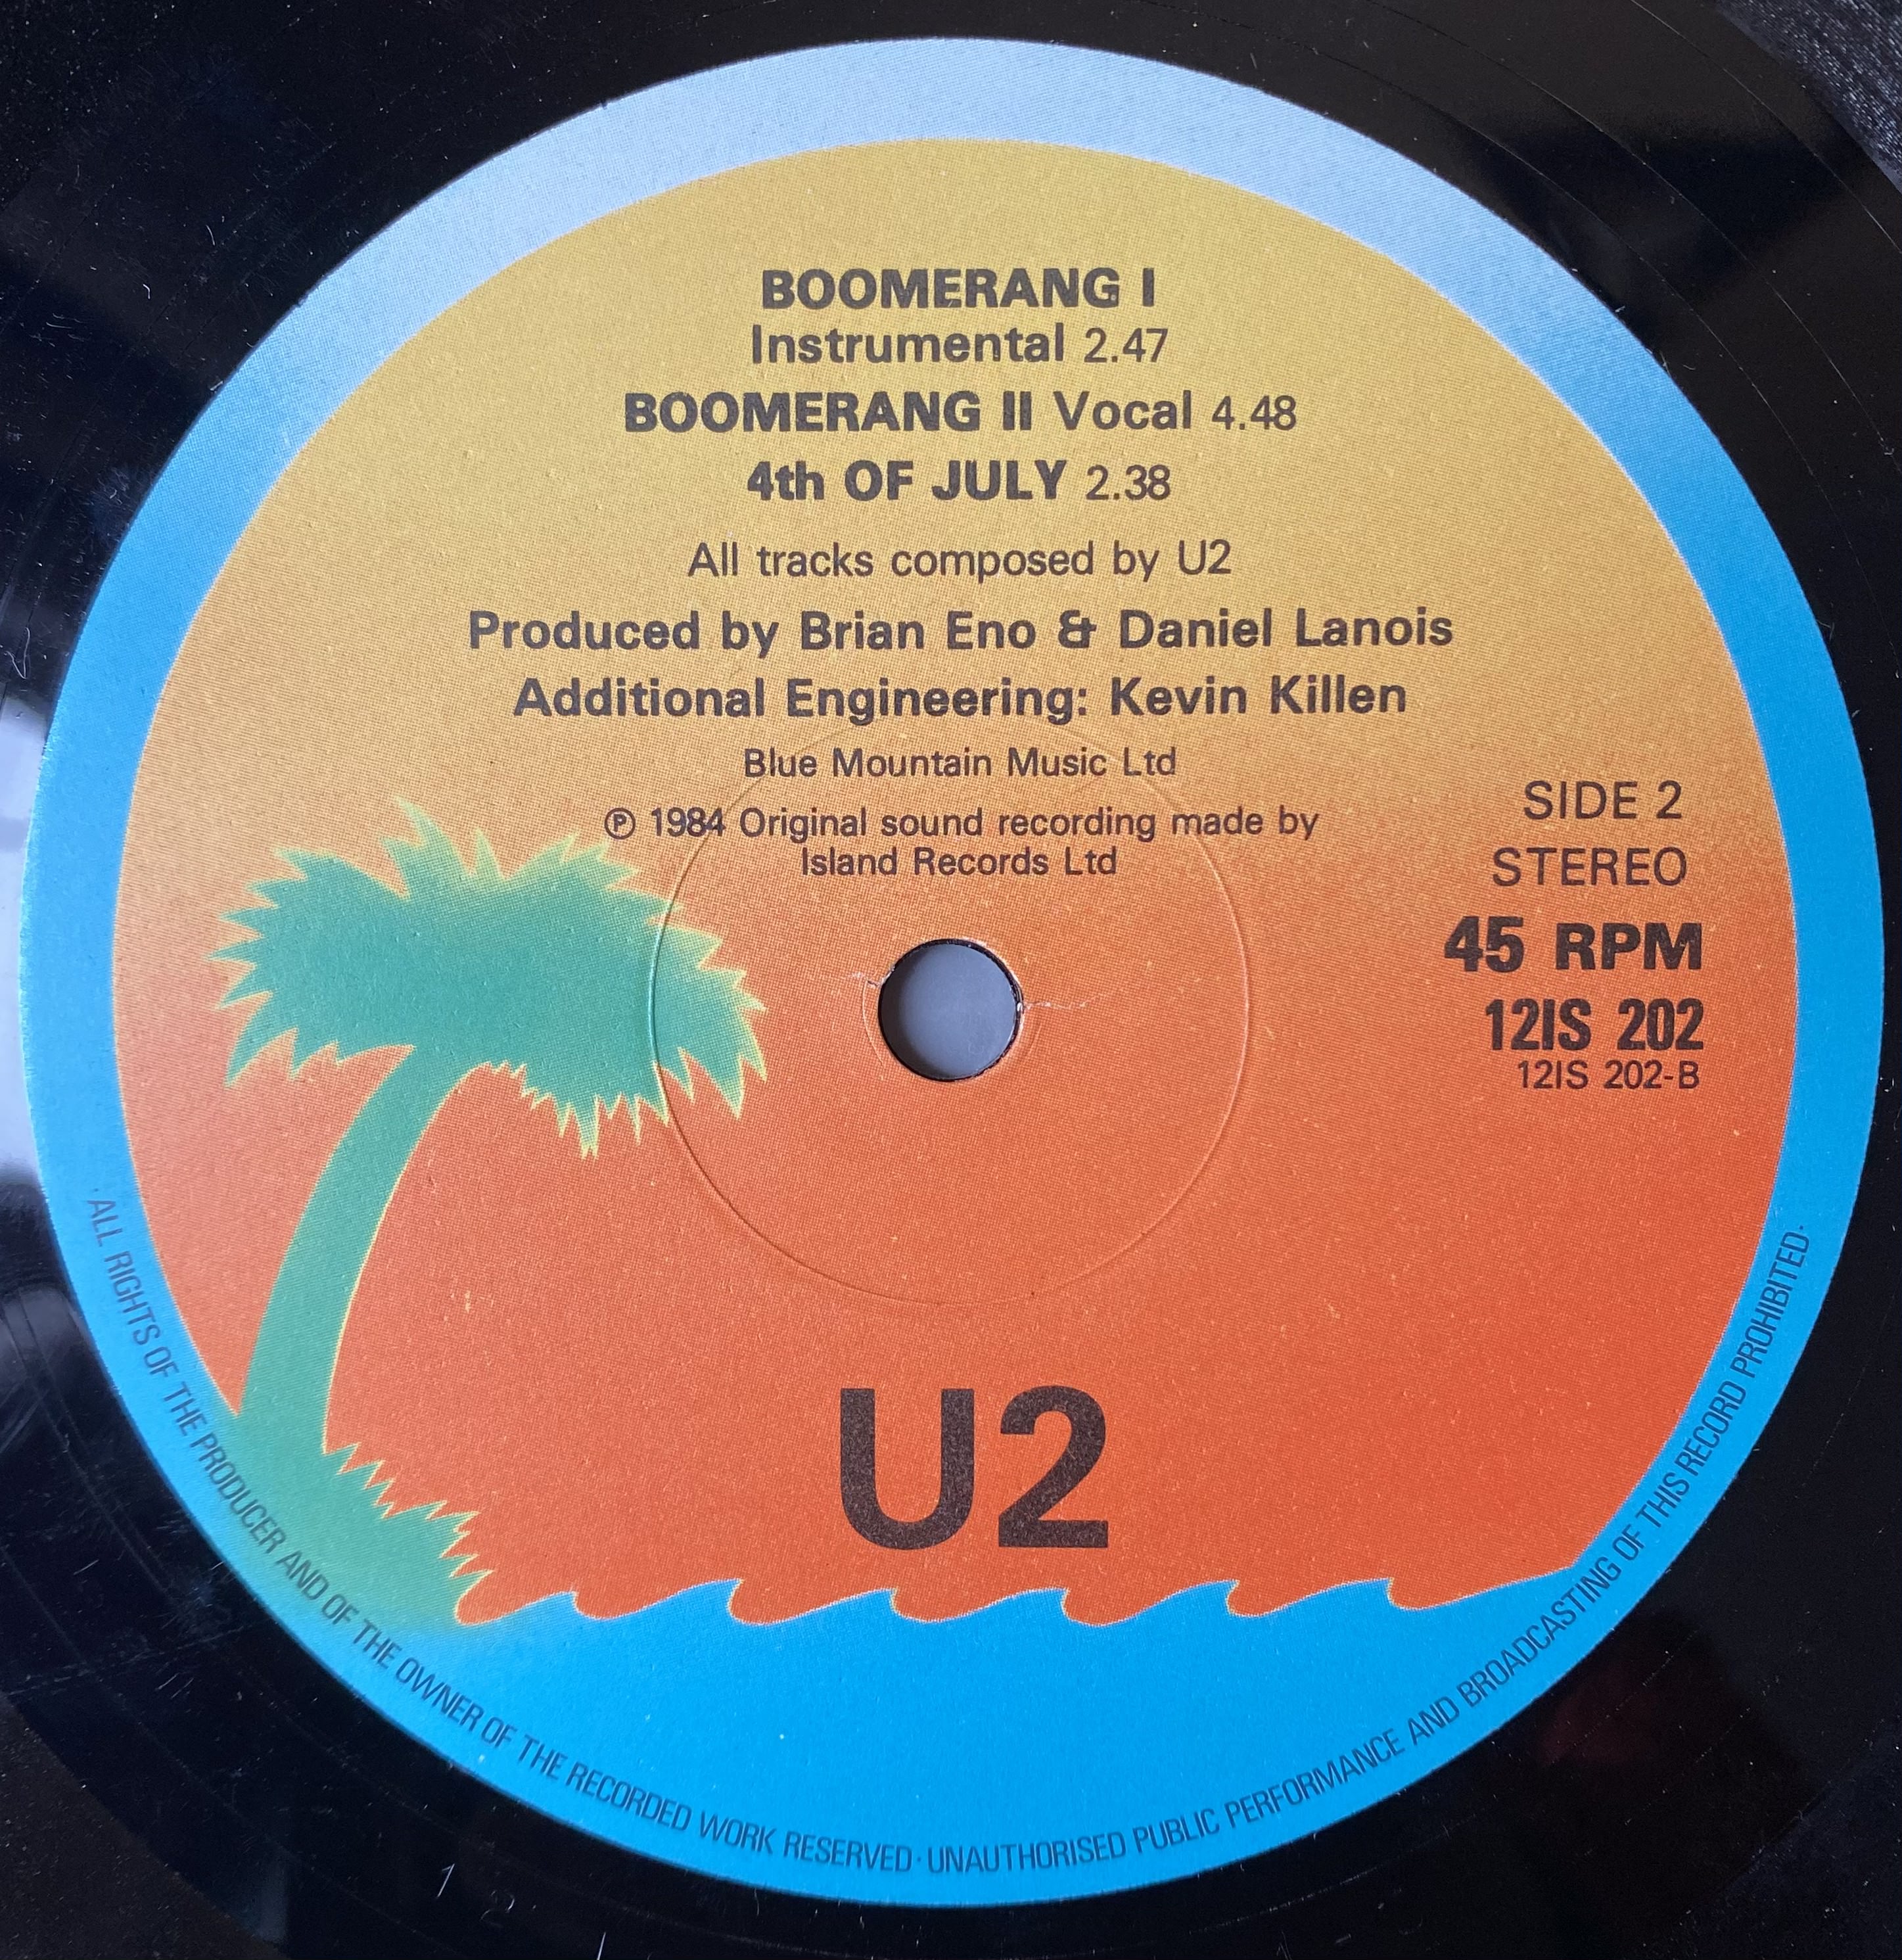 BOOMERANG I
Instrumental 2.47
BOOMERANG II Vocal 4.48
4th OF JULY 2.38
All tracks composed by U2
Produced by Brian Eno & Daniel Lanois
Additional Engineering: Kevin Killen
Blue Mountain Music Ltd
℗ 1984 Original sound recording made by
Island Records Ltd
SIDE 2
STEREO
45 RPM
12IS 202
12IS 202-B
U2
·ALL RIGHTS OF THE PRODUCER AND OF THE OWNER OF THE RECORDED WORK RESERVED·UNAUTHORISED PUBLIC PERFORMANCE AND BROADCASTING OF THIS RECORD PROHIBITED·
1 2